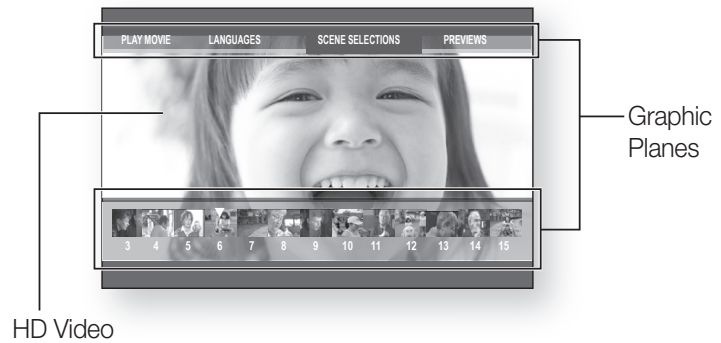 PLAY MOVIE LANGUAGES SCENE SELECTIONS PREVIEWS
Graphic
Planes
3 4 5 6 7 8 9 10 11 12 13 14 15
HD Video